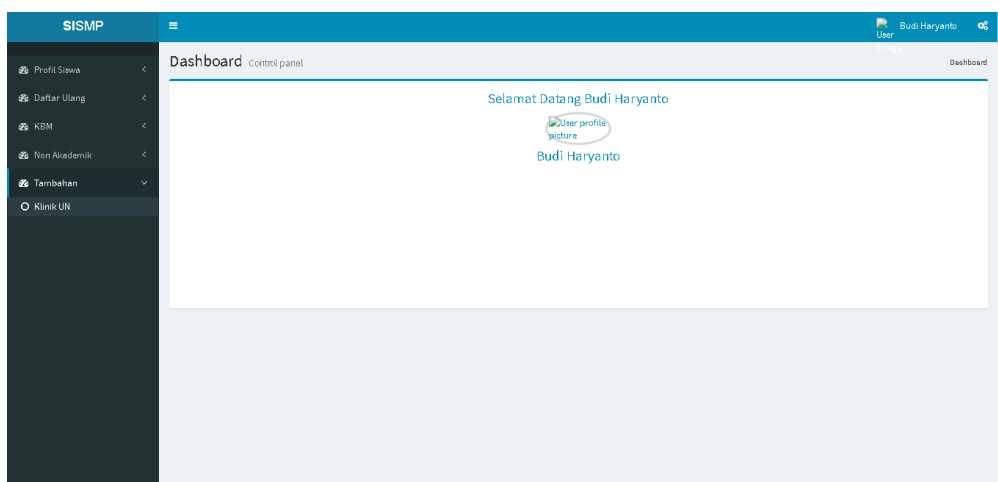 SISMP
User
Budi Haryanto
Dashboard Control panel
Dashboard
Profil Siswa
Daftar Ulang
KBM
Non Akademik
Tambahan
Klinik UN
Selamat Datang Budi Haryanto
User profile
picture
Budi Haryanto